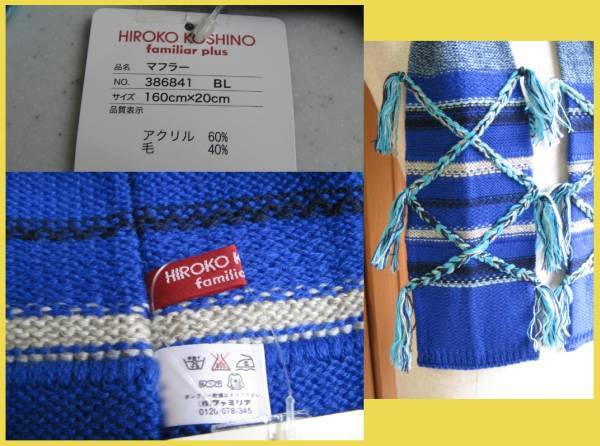 HIROKO KOSHINO
familiar plus
品名 マフラー
NO. 386841 BL
サイズ 160cm×20cm
品質表示
アクリル 60%
毛 40%
HIROKO K
familia
(株)ファミリア
0120-078-345